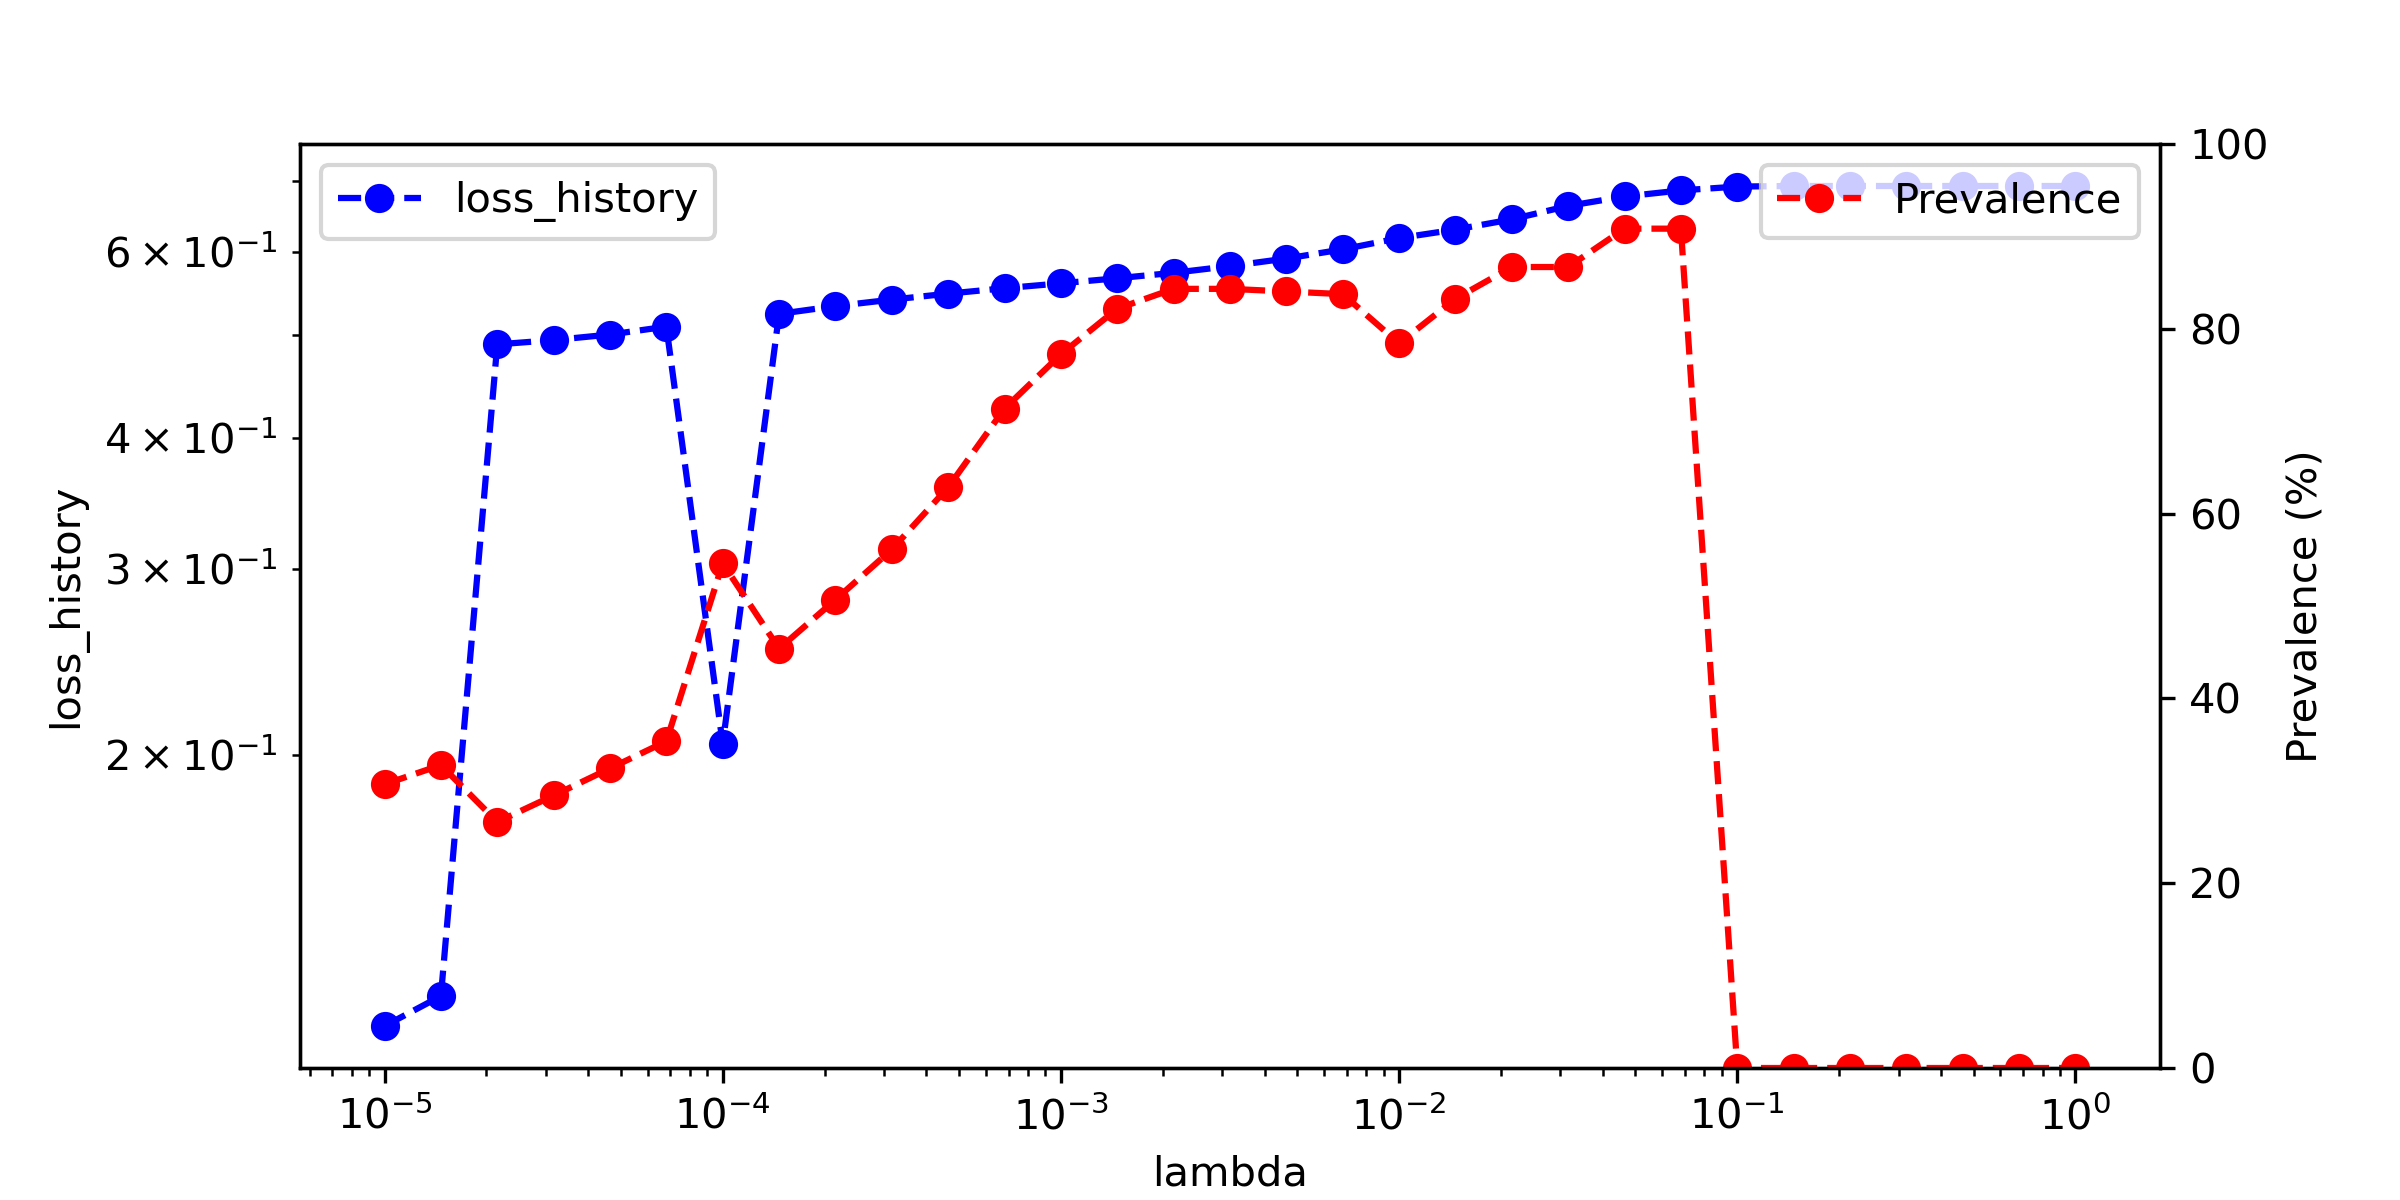 loss_history
Prevalence
6 × 10⁻¹
4 × 10⁻¹
3 × 10⁻¹
2 × 10⁻¹
loss_history
100
80
60
40
20
0
Prevalence (%)
10⁻⁵ 10⁻⁴ 10⁻³ 10⁻² 10⁻¹ 10⁰
lambda